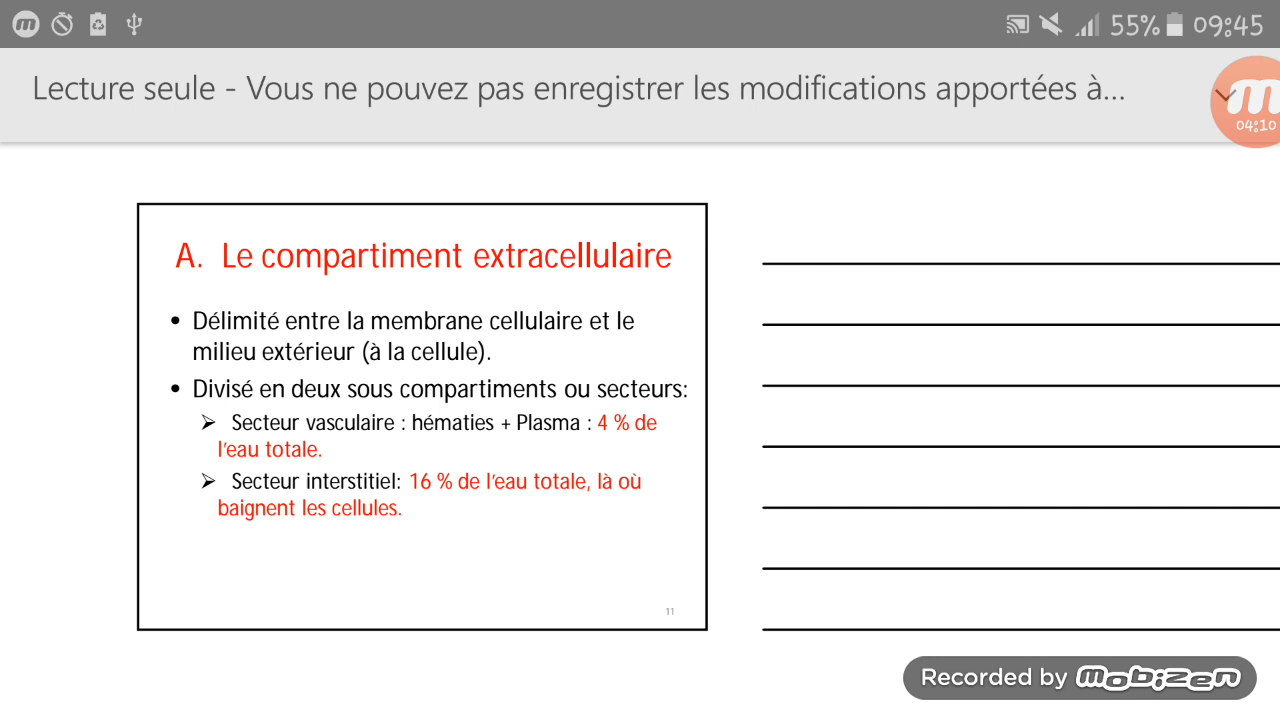 55% 09:45
Lecture seule - Vous ne pouvez pas enregistrer les modifications apportées à...
04:10
A. Le compartiment extracellulaire
• Délimité entre la membrane cellulaire et le
milieu extérieur (à la cellule).
• Divisé en deux sous compartiments ou secteurs:
➢ Secteur vasculaire : hématies + Plasma : 4 % de
l'eau totale.
➢ Secteur interstitiel: 16 % de l'eau totale, là où
baignent les cellules.
11
Recorded by mobizen